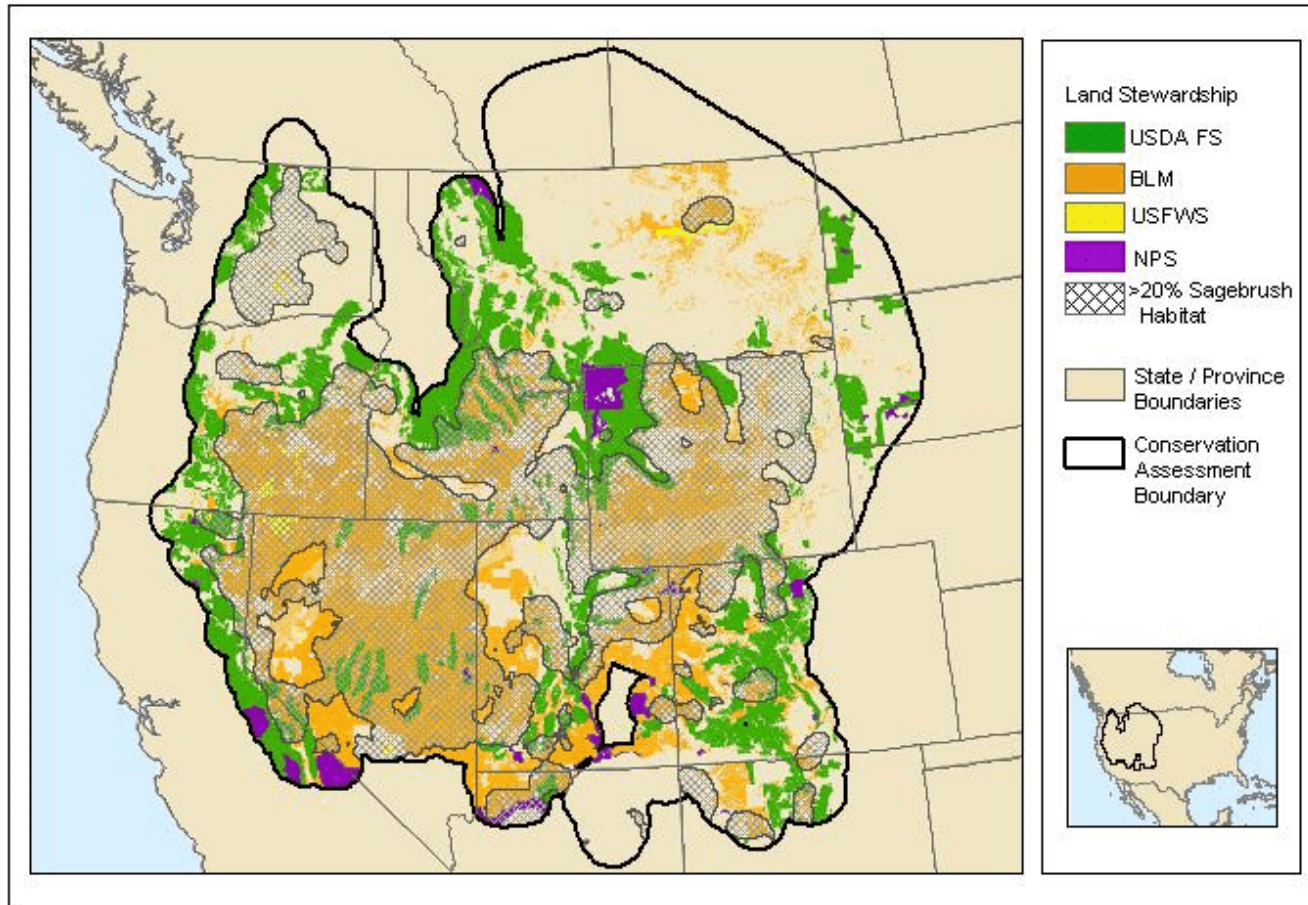 Land Stewardship
USDA FS
BLM
USFWS
NPS
>20% Sagebrush
Habitat
State / Province
Boundaries
Conservation
Assessment
Boundary